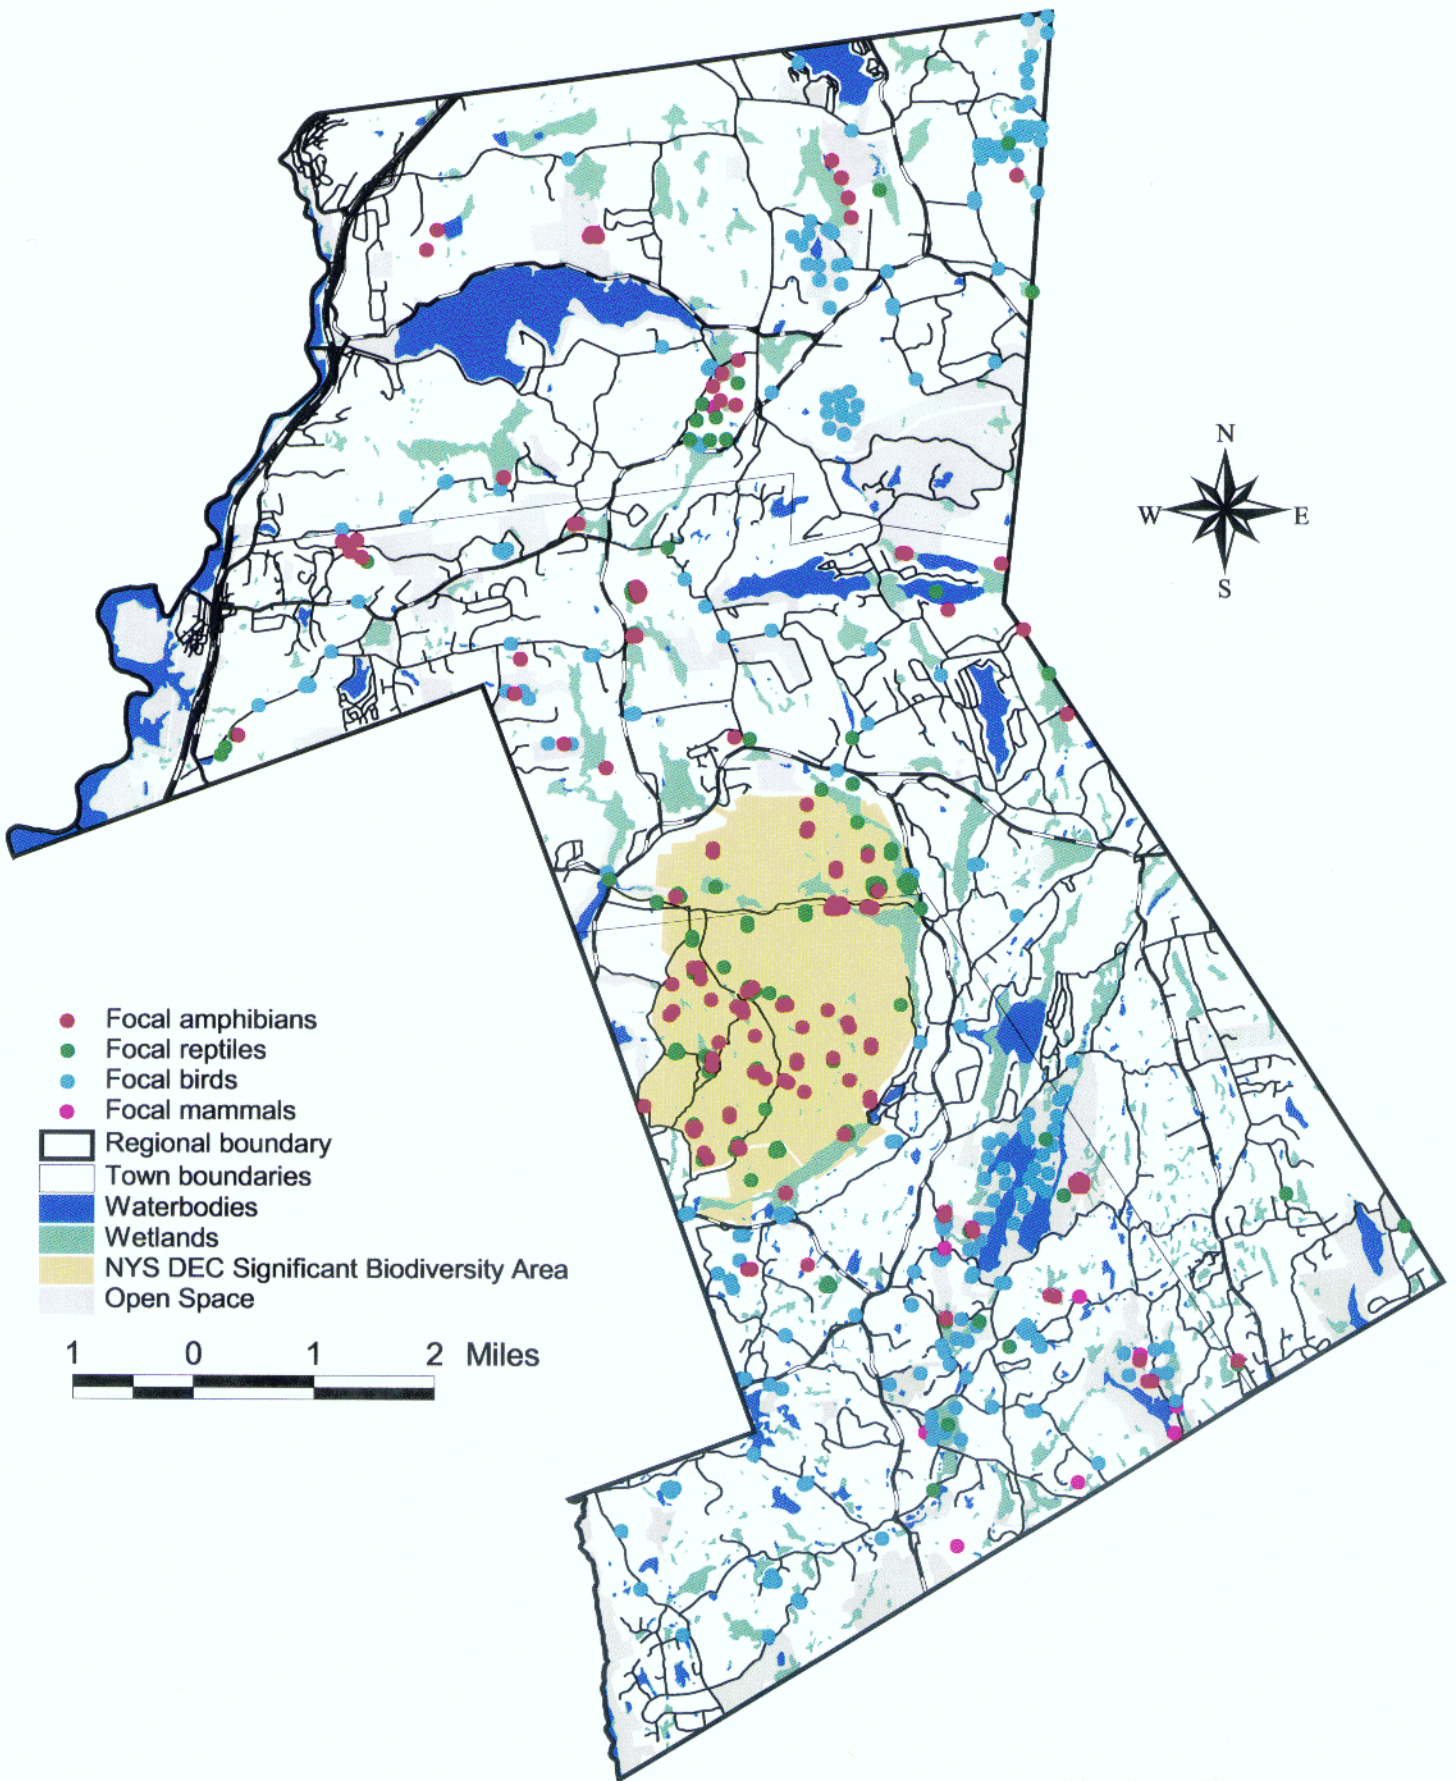 N
W E
S
Focal amphibians
Focal reptiles
Focal birds
Focal mammals
Regional boundary
Town boundaries
Waterbodies
Wetlands
NYS DEC Significant Biodiversity Area
Open Space
1 0 1 2 Miles